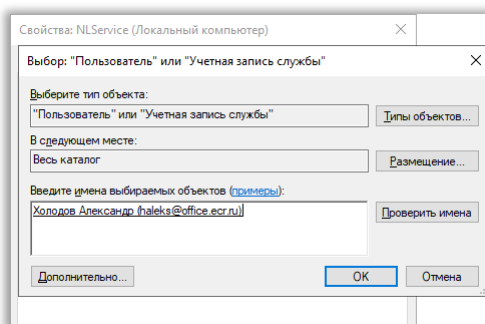 Свойства: NLService (Локальный компьютер)
Выбор: "Пользователь" или "Учетная запись службы"
Выберите тип объекта:
"Пользователь" или "Учетная запись службы"
Типы объектов...
В следующем месте:
Весь каталог
Размещение...
Введите имена выбираемых объектов (примеры):
Холодов Александр (haleks@office.ecr.ru)
Проверить имена
Дополнительно...
ОК
Отмена